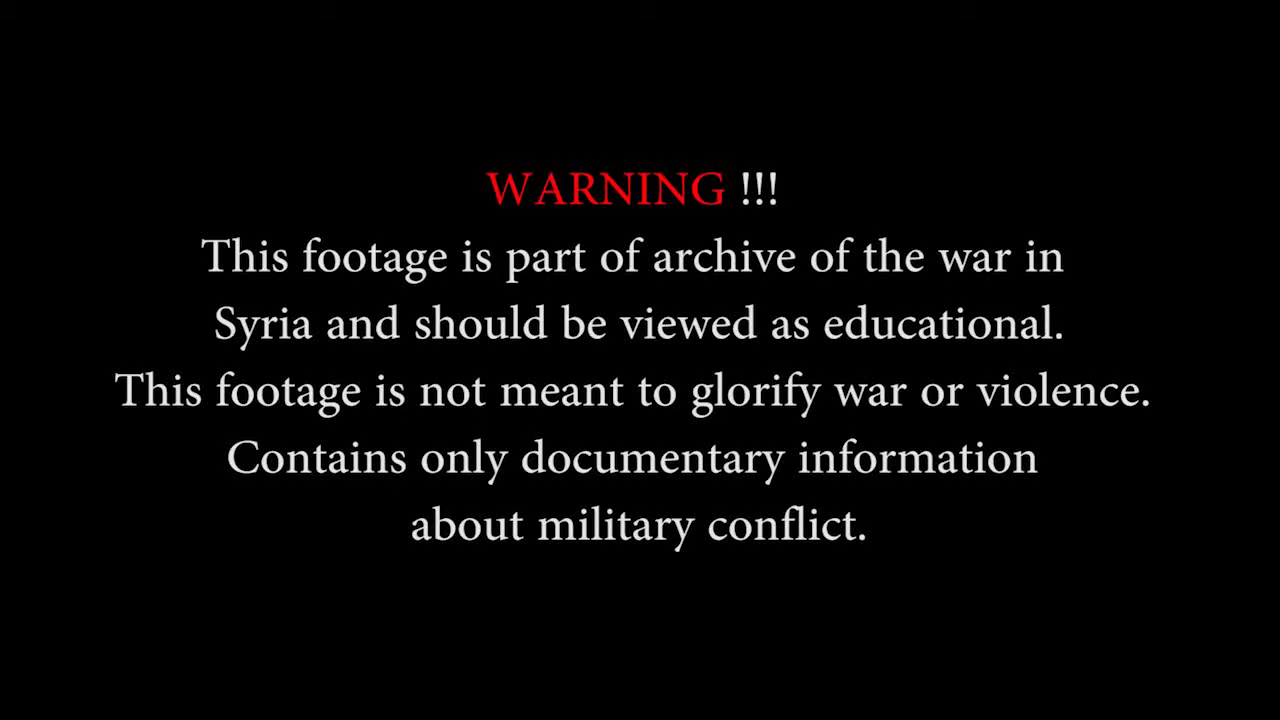 WARNING !!!
This footage is part of archive of the war in
Syria and should be viewed as educational.
This footage is not meant to glorify war or violence.
Contains only documentary information
about military conflict.